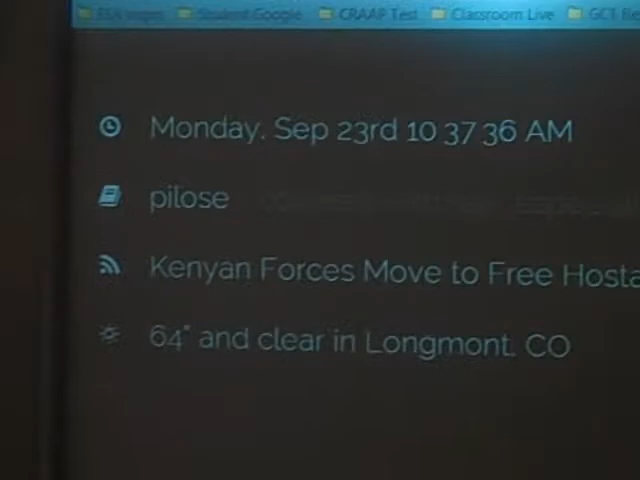 Student Google CRAAP Test Classroom Live GCT
Monday, Sep 23rd 10 37 36 AM
pilose
Kenyan Forces Move to Free Hosta
64° and clear in Longmont, CO